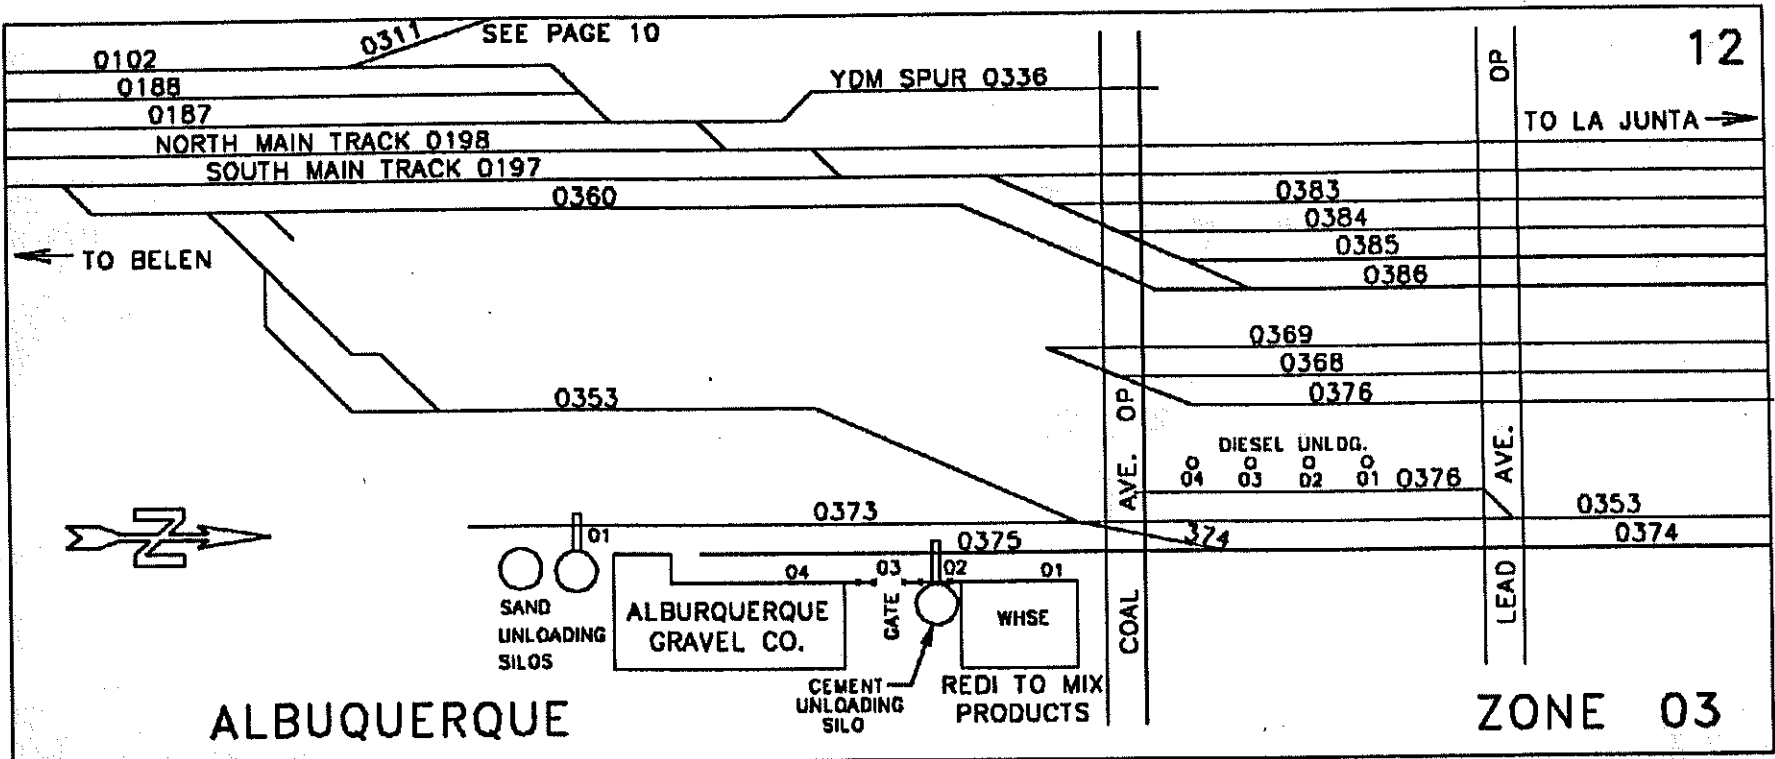 0311 SEE PAGE 10
12
0102
0188
YDM SPUR 0336
OP
0187
TO LA JUNTA
NORTH MAIN TRACK 0198
SOUTH MAIN TRACK 0197
0360
0383
0384
0385
0386
TO BELEN
0369
0368
0376
0353
COAL AVE. OP
LEAD AVE.
DIESEL UNLDG.
04 03 02 01 0376
0353
0373
374
0374
0375
N
01
04 03 02 01
SAND
UNLOADING
SILOS
ALBURQUERQUE
GRAVEL CO.
GATE
WHSE
CEMENT
UNLOADING
SILO
REDI TO MIX
PRODUCTS
ALBUQUERQUE
ZONE 03